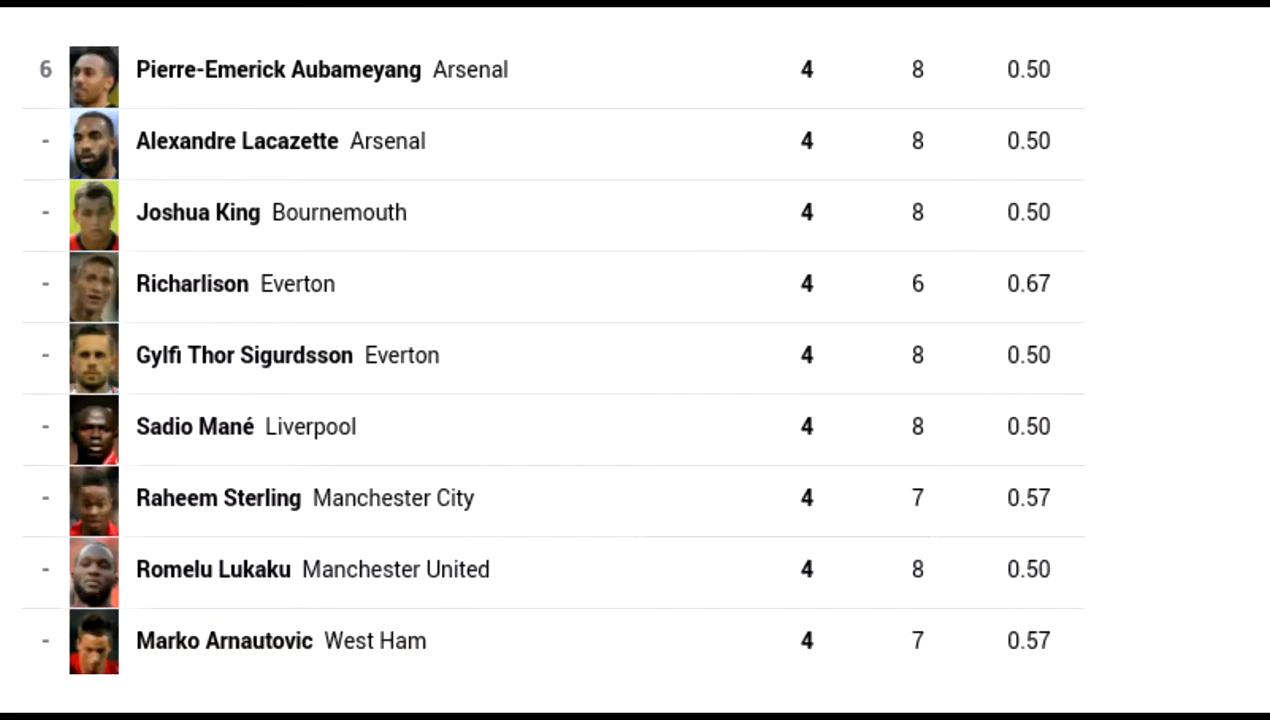 6 Pierre-Emerick Aubameyang Arsenal 4 8 0.50
- Alexandre Lacazette Arsenal 4 8 0.50
- Joshua King Bournemouth 4 8 0.50
- Richarlison Everton 4 6 0.67
- Gylfi Thor Sigurdsson Everton 4 8 0.50
- Sadio Mané Liverpool 4 8 0.50
- Raheem Sterling Manchester City 4 7 0.57
- Romelu Lukaku Manchester United 4 8 0.50
- Marko Arnautovic West Ham 4 7 0.57